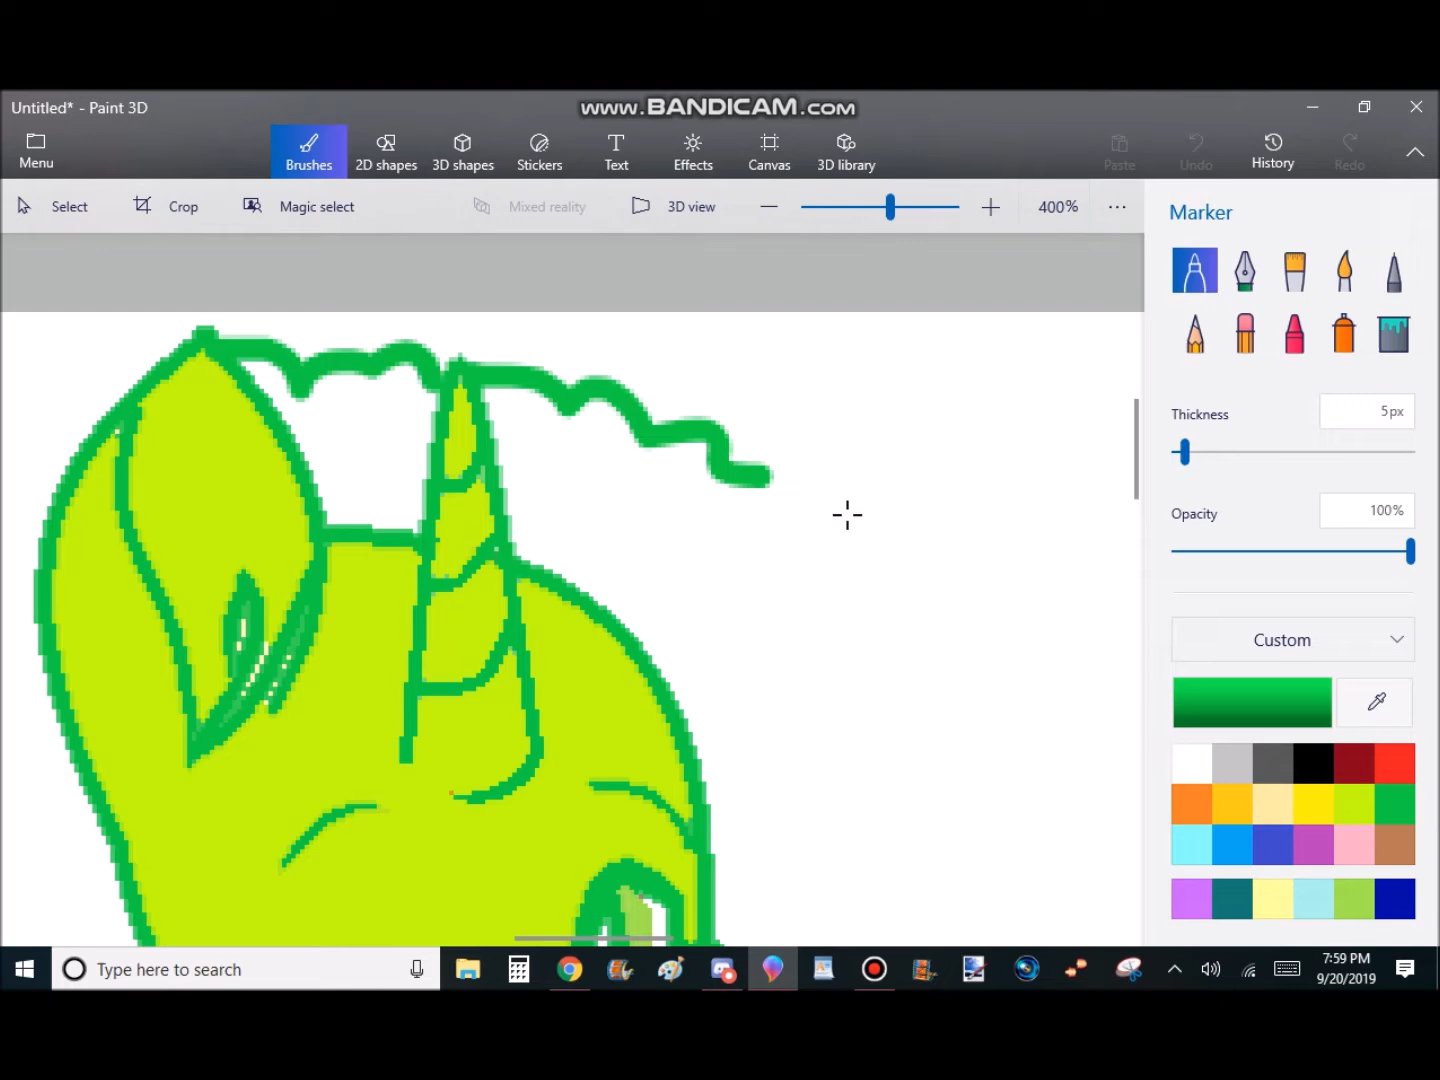 Untitled* - Paint 3D
www.BANDICAM.com
Menu
Brushes
2D shapes
3D shapes
Stickers
Text
Effects
Canvas
3D library
Paste
Undo
History
Redo
Select
Crop
Magic select
Mixed reality
3D view
400%
Marker
Thickness
5px
Opacity
100%
Custom
Type here to search
7:59 PM
9/20/2019